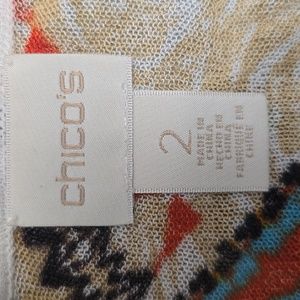 chico's
2
MADE IN
CHINA
HECHO EN
CHINA
FABRIQUÉ EN
CHINE